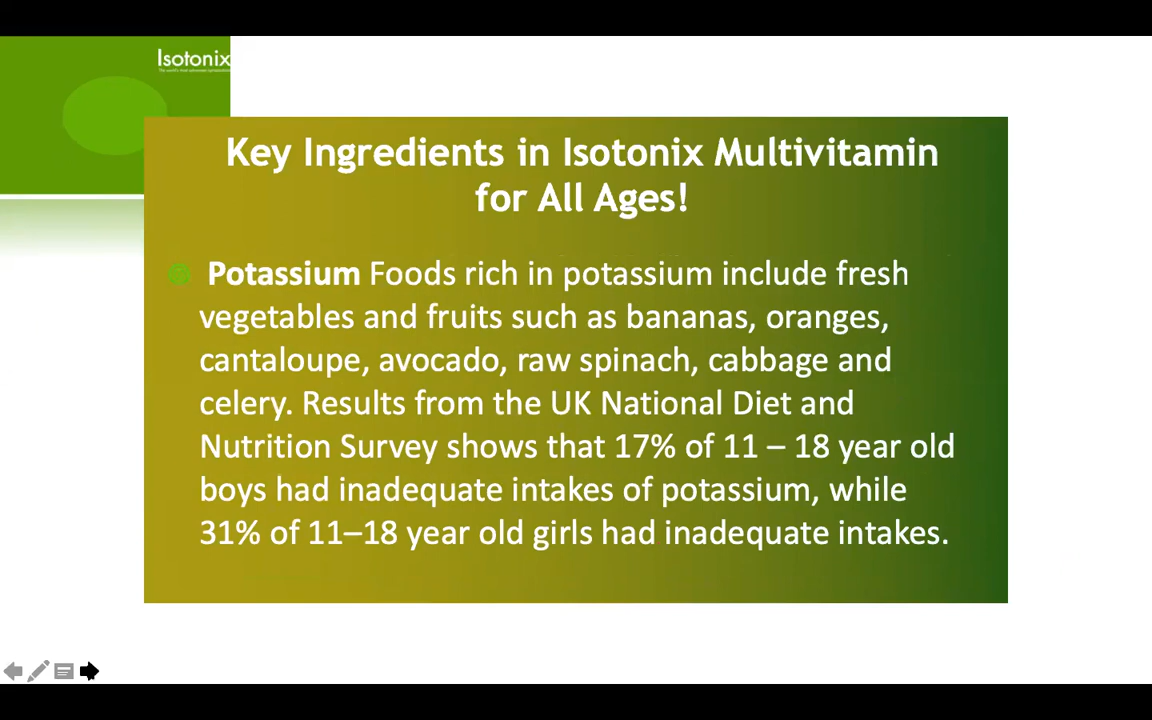 Isotonix
Key Ingredients in Isotonix Multivitamin
for All Ages!
Potassium Foods rich in potassium include fresh
vegetables and fruits such as bananas, oranges,
cantaloupe, avocado, raw spinach, cabbage and
celery. Results from the UK National Diet and
Nutrition Survey shows that 17% of 11 – 18 year old
boys had inadequate intakes of potassium, while
31% of 11–18 year old girls had inadequate intakes.